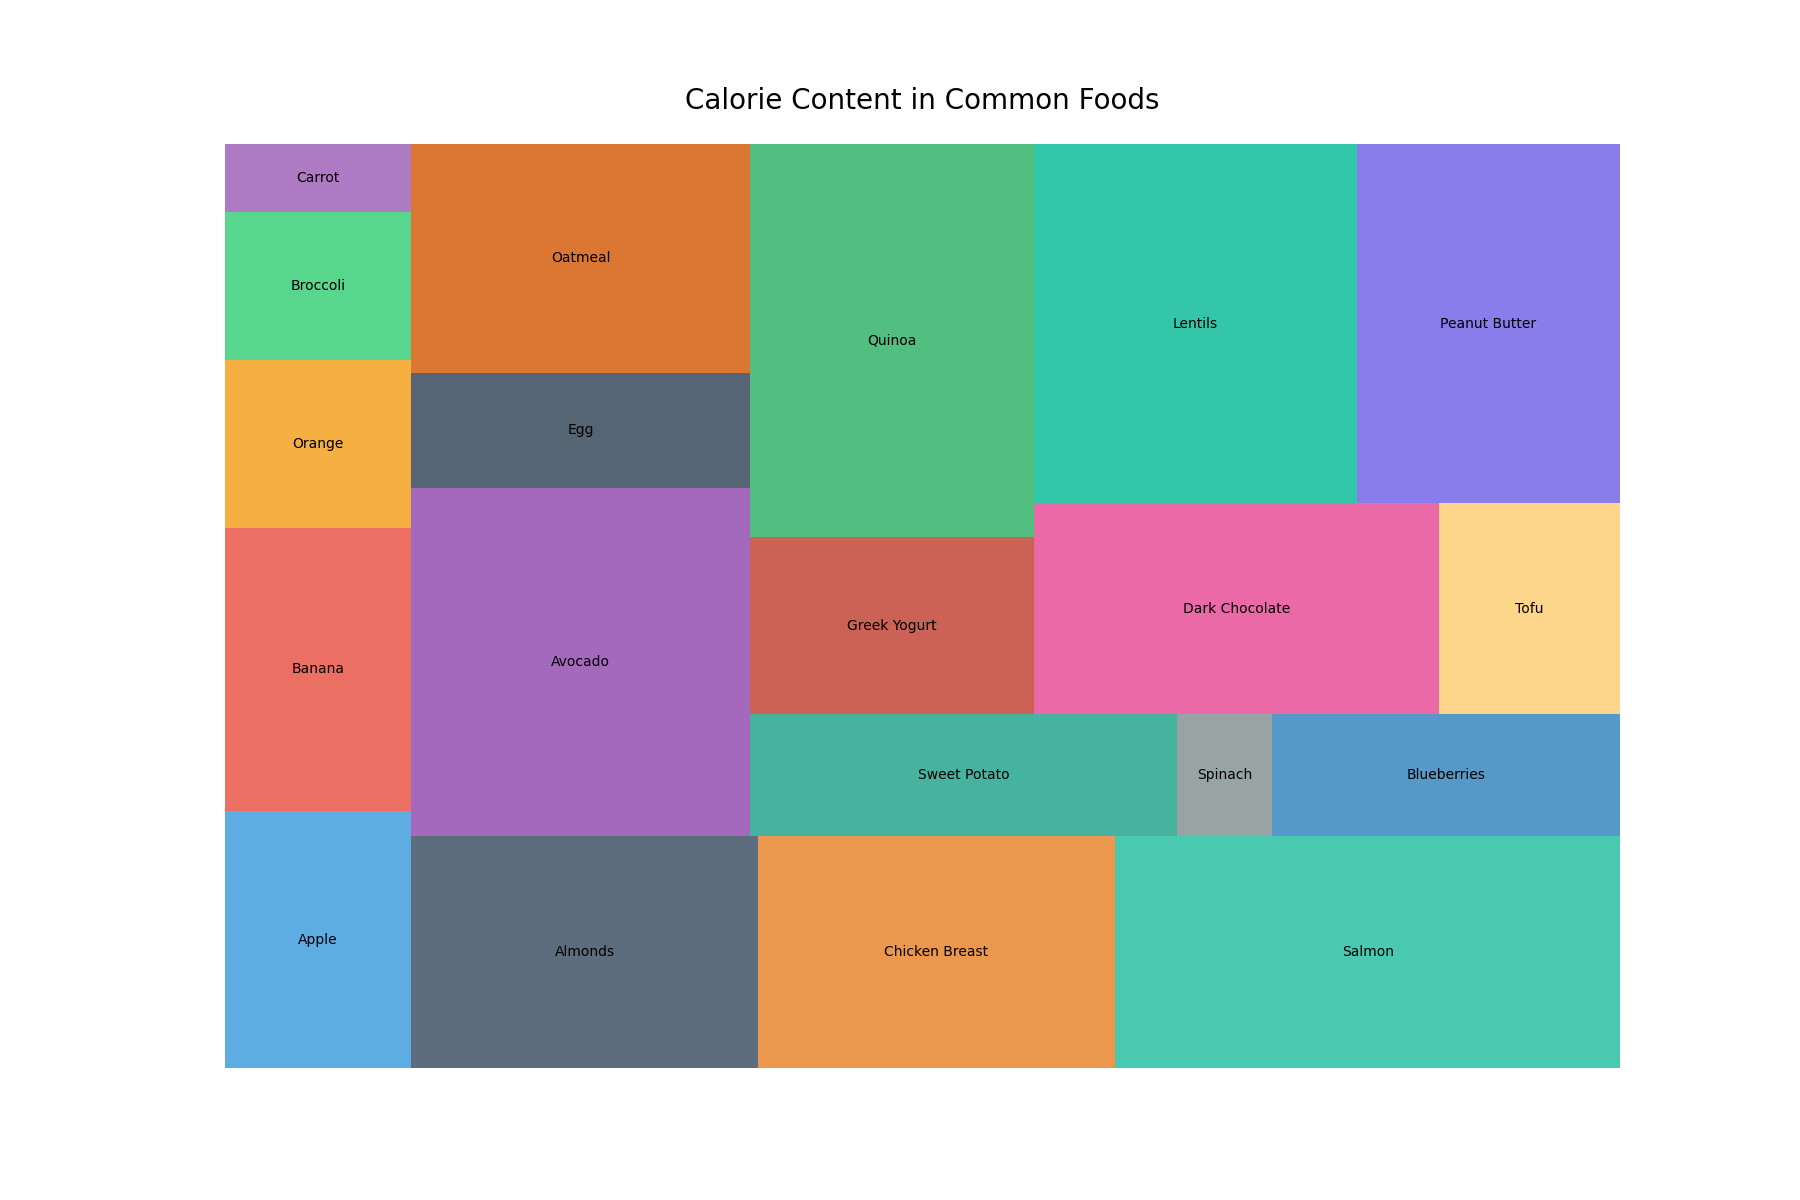 Calorie Content in Common Foods
Carrot
Broccoli
Orange
Banana
Apple
Oatmeal
Egg
Avocado
Almonds
Quinoa
Greek Yogurt
Lentils
Peanut Butter
Dark Chocolate
Tofu
Sweet Potato
Spinach
Blueberries
Chicken Breast
Salmon